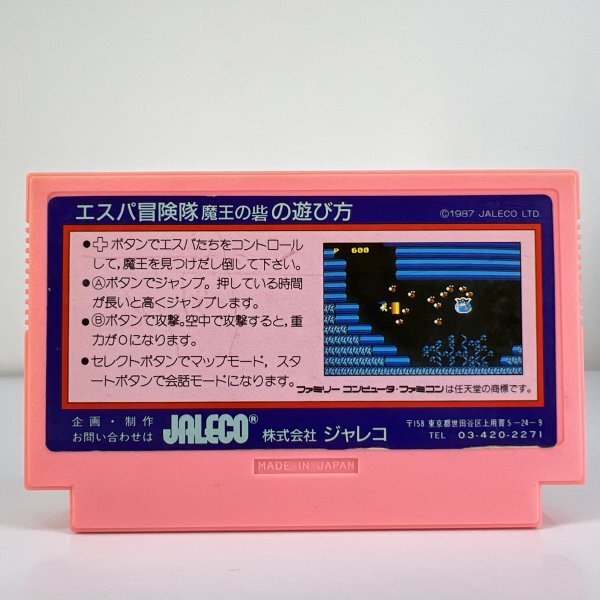 エスパ冒険隊 魔王の砦 の遊び方
©1987 JALECO LTD.
●✚ボタンでエスパたちをコントロール
して,魔王を見つけだし倒して下さい。
●Ⓐボタンでジャンプ。押している時間
が長いと高くジャンプします。
●Ⓑボタンで攻撃。空中で攻撃すると,重
力が0になります。
●セレクトボタンでマップモード, スタ
ートボタンで会話モードになります。
P 600
ファミリー コンピュータ・ファミコンは任天堂の商標です。
企画・制作
お問い合わせは
JALECO®
株式会社 ジャレコ
〒158 東京都世田谷区上用賀5-24-9
TEL 03-420-2271
MADE IN JAPAN